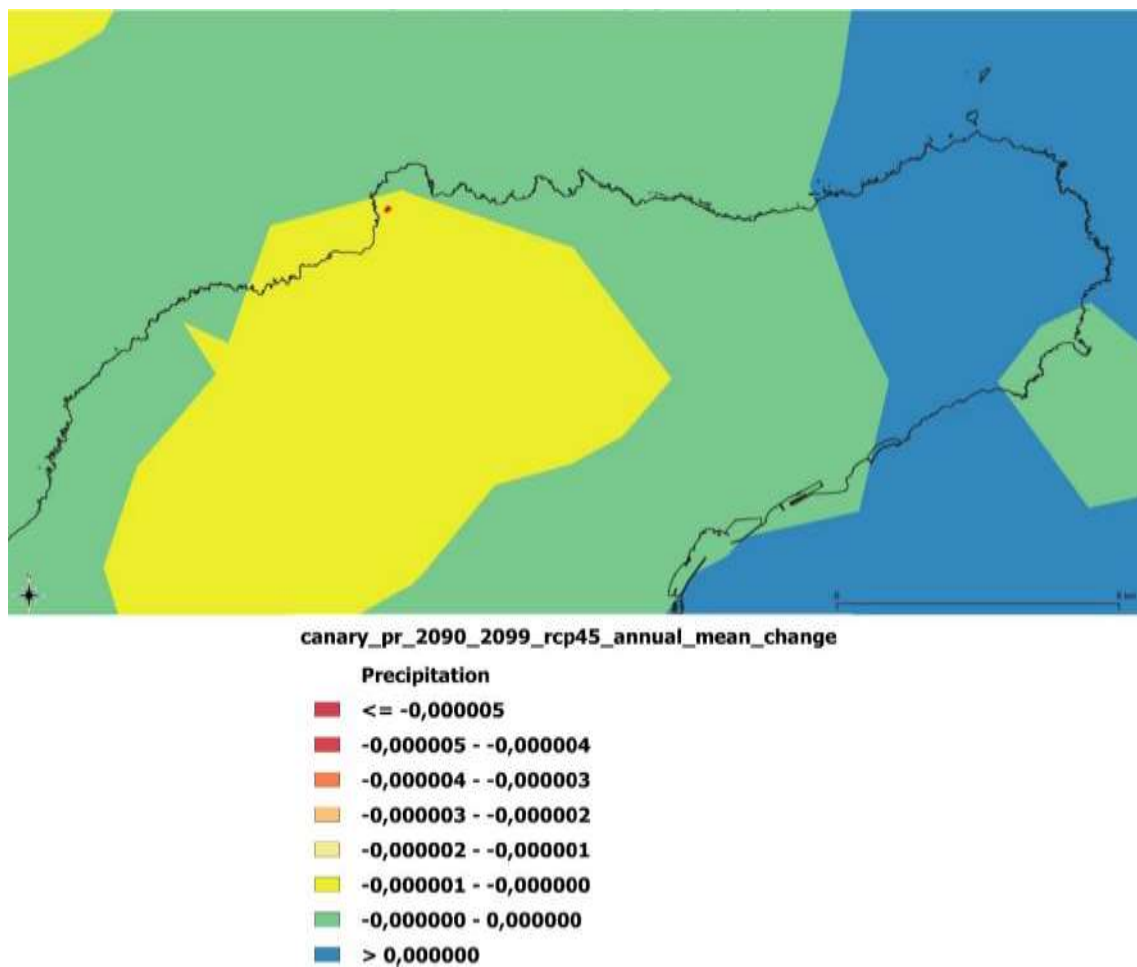 canary_pr_2090_2099_rcp45_annual_mean_change
Precipitation
<= -0,000005
-0,000005 - -0,000004
-0,000004 - -0,000003
-0,000003 - -0,000002
-0,000002 - -0,000001
-0,000001 - -0,000000
-0,000000 - 0,000000
> 0,000000